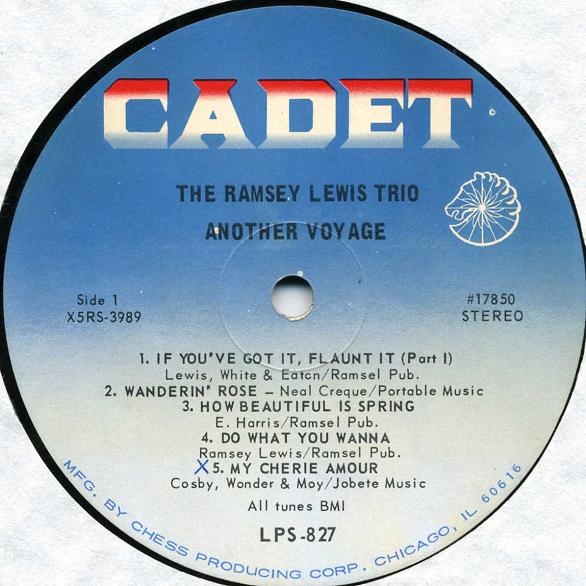 CADET
THE RAMSEY LEWIS TRIO
ANOTHER VOYAGE
Side 1
X5RS-3989
#17850
STEREO
1. IF YOU'VE GOT IT, FLAUNT IT (Part I)
Lewis, White & Eaton/Ramsel Pub.
2. WANDERIN' ROSE – Neal Creque/Portable Music
3. HOW BEAUTIFUL IS SPRING
E. Harris/Ramsel Pub.
4. DO WHAT YOU WANNA
Ramsey Lewis/Ramsel Pub.
X5. MY CHERIE AMOUR
Cosby, Wonder & Moy/Jobete Music
All tunes BMI
LPS-827
MFG. BY CHESS PRODUCING CORP. CHICAGO, IL 60616